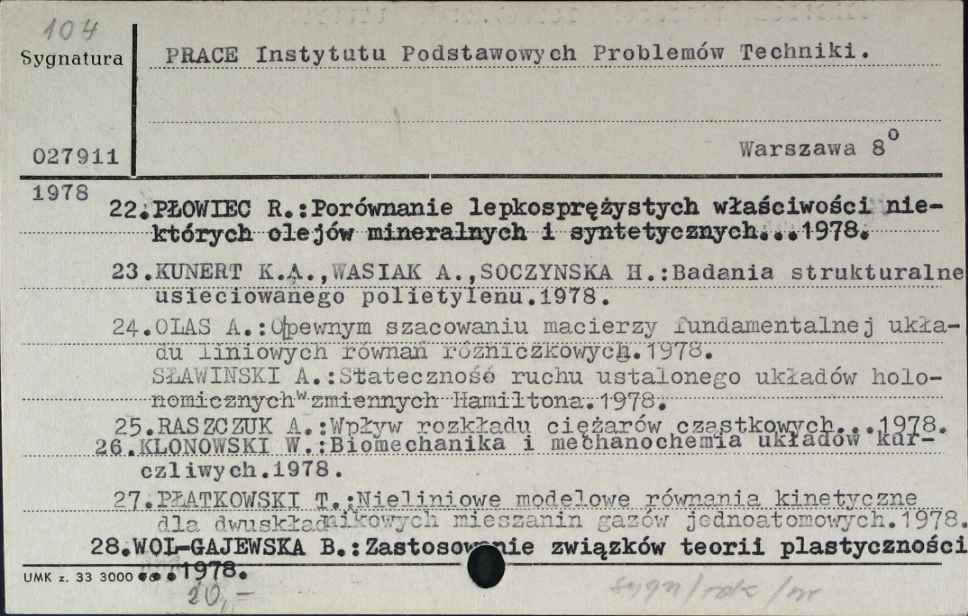 104
Sygnatura
PRACE Instytutu Podstawowych Problemów Techniki.
027911
Warszawa 8⁰
1978
22.PŁOWIEC R.:Porównanie lepkosprężystych właściwości nie-
których olejów mineralnych i syntetycznych...1978.
23.KUNERT K.A.,WASIAK A.,SOCZYNSKA H.:Badania strukturalne
usieciowanego polietylenu.1978.
24.OLAS A.:O pewnym szacowaniu macierzy fundamentalnej ukła-
du liniowych równań różniczkowych.1978.
SŁAWINSKI A.:Stateczność ruchu ustalonego układów holo-
nomicznych w zmiennych Hamiltona.1978.
25.RASZCZUK A.:Wpływ rozkładu ciężarów cząstkowych...1978.
26.KLONOWSKI W.:Biomechanika i mechanochemia układów kur-
czliwych.1978.
27.PŁATKOWSKI T.:Nieliniowe modelowe równania kinetyczne
dla dwuskładnikowych mieszanin gazów jednoatomowych.1978.
28.WOL-GAJEWSKA B.:Zastosowanie związków teorii plastyczności
...1978.
UMK z. 33 3000
20,-
sygn/rok/nr